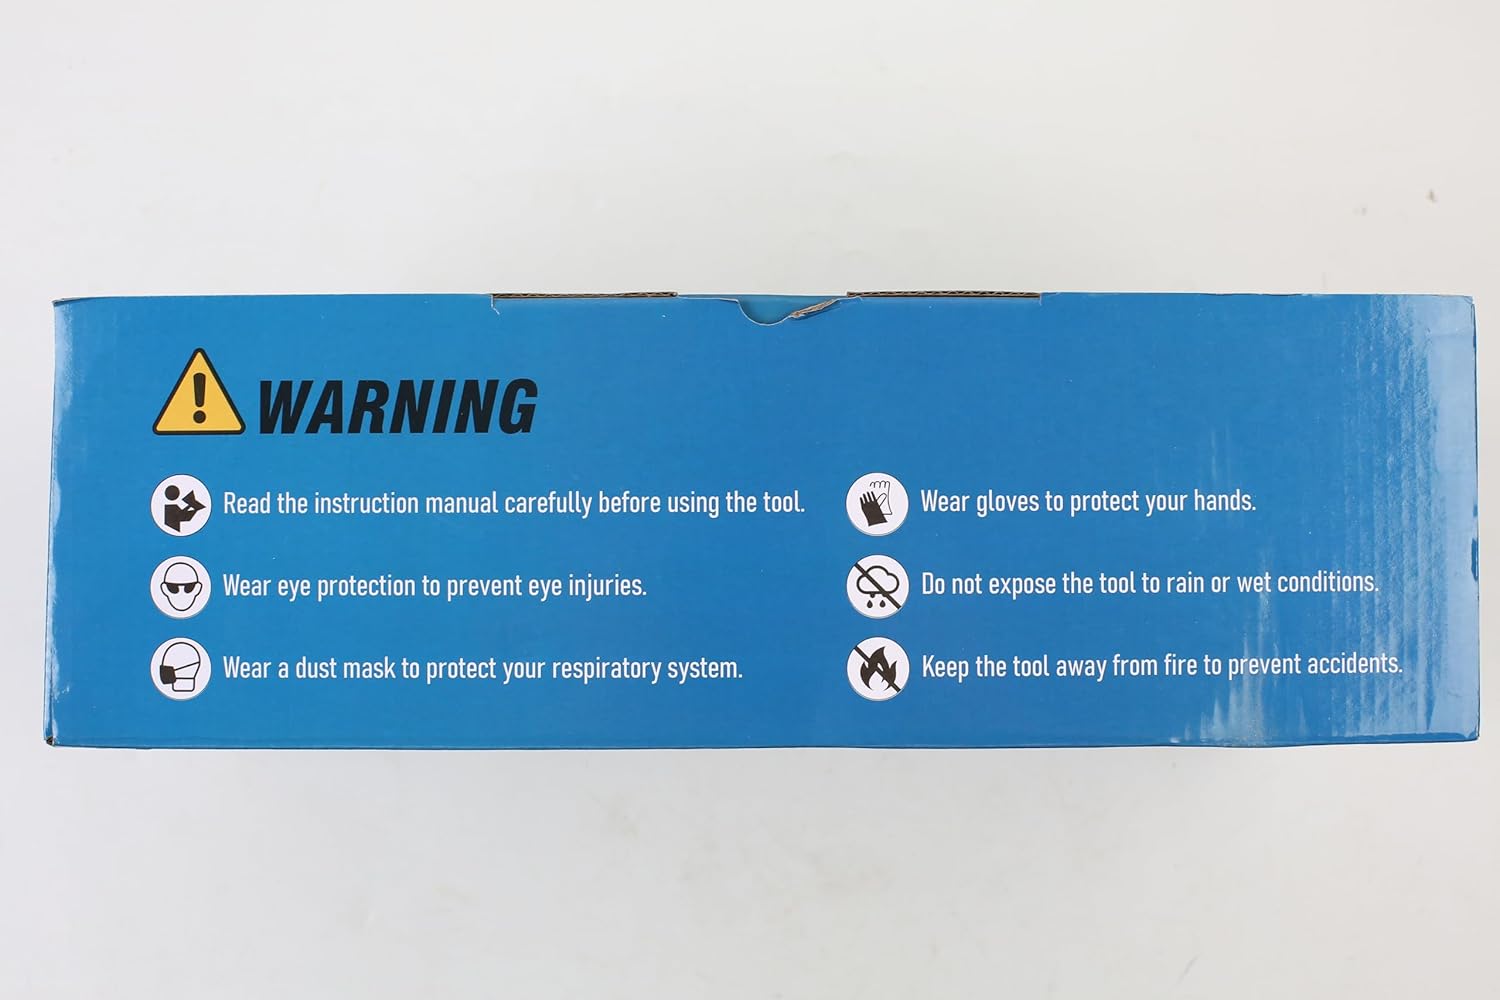 WARNING
Read the instruction manual carefully before using the tool.
Wear eye protection to prevent eye injuries.
Wear a dust mask to protect your respiratory system.
Wear gloves to protect your hands.
Do not expose the tool to rain or wet conditions.
Keep the tool away from fire to prevent accidents.